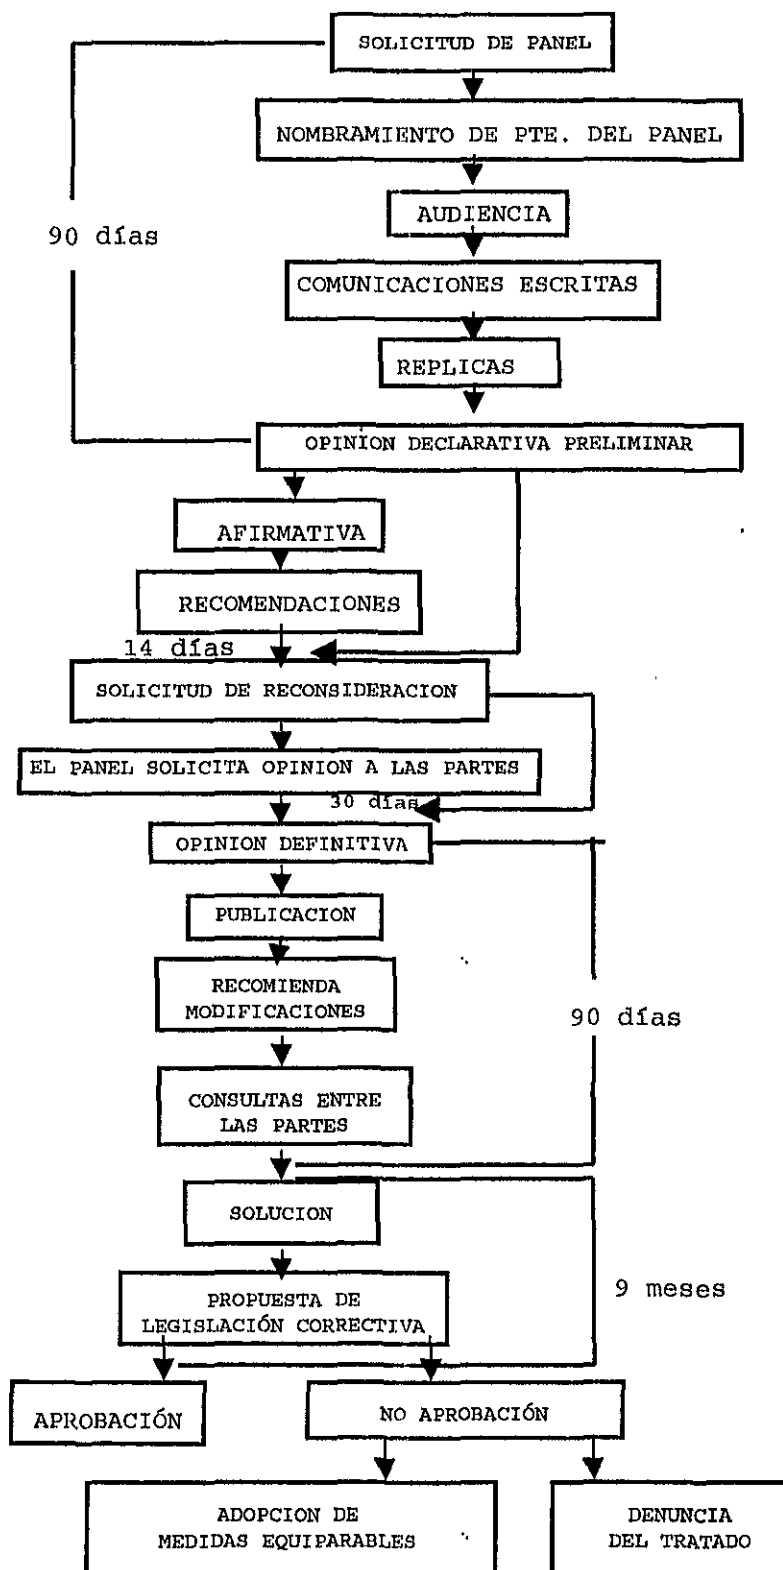 SOLICITUD DE PANEL
NOMBRAMIENTO DE PTE. DEL PANEL
AUDIENCIA
90 días
COMUNICACIONES ESCRITAS
REPLICAS
OPINÍON DECLARATIVA PRELIMINAR
AFIRMATIVA
RECOMENDACIONES
14 días
SOLICITUD DE RECONSIDERACION
EL PANEL SOLICITA OPINION A LAS PARTES
30 días
OPINION DEFINITIVA
PUBLICACION
RECOMIENDA
MODIFICACIONES
90 días
CONSULTAS ENTRE
LAS PARTES
SOLUCION
9 meses
PROPUESTA DE
LEGISLACIÓN CORRECTIVA
APROBACIÓN
NO APROBACIÓN
ADOPCION DE
MEDIDAS EQUIPARABLES
DENUNCIA
DEL TRATADO